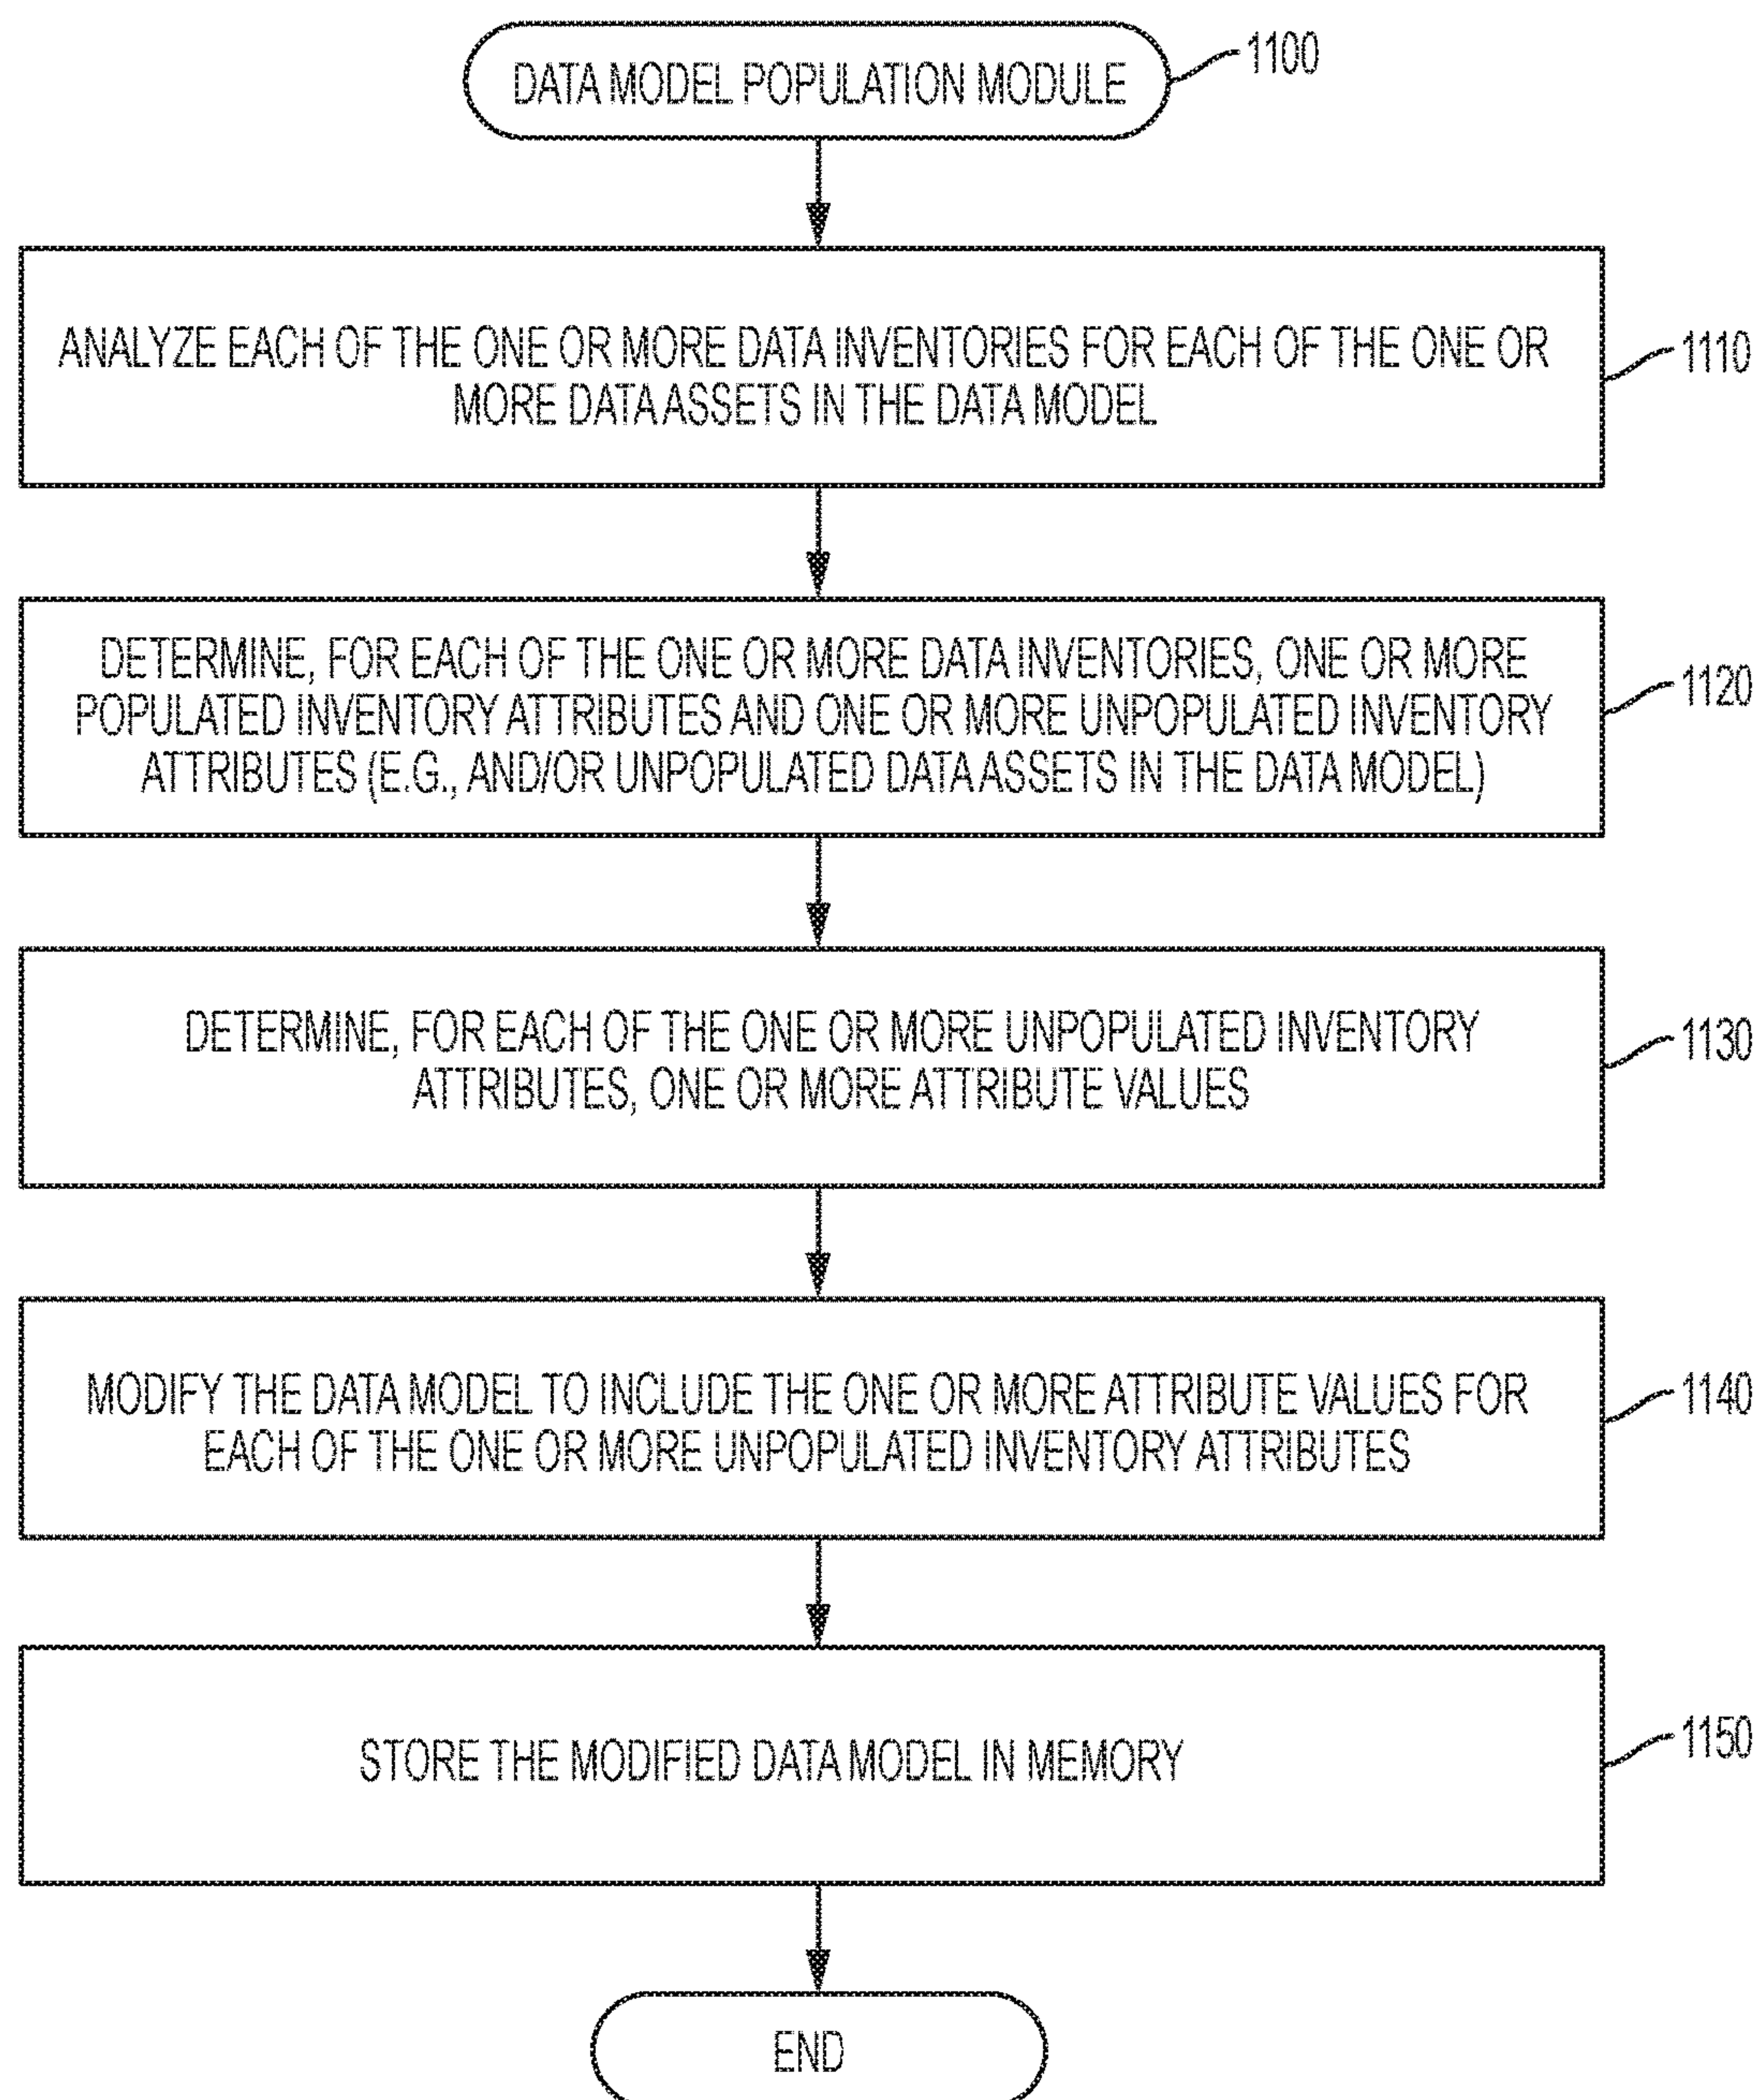 DATA MODEL POPULATION MODULE
1100
ANALYZE EACH OF THE ONE OR MORE DATA INVENTORIES FOR EACH OF THE ONE OR
MORE DATA ASSETS IN THE DATA MODEL
1110
DETERMINE, FOR EACH OF THE ONE OR MORE DATA INVENTORIES, ONE OR MORE
POPULATED INVENTORY ATTRIBUTES AND ONE OR MORE UNPOPULATED INVENTORY
ATTRIBUTES (E.G., AND/OR UNPOPULATED DATA ASSETS IN THE DATA MODEL)
1120
DETERMINE, FOR EACH OF THE ONE OR MORE UNPOPULATED INVENTORY
ATTRIBUTES, ONE OR MORE ATTRIBUTE VALUES
1130
MODIFY THE DATA MODEL TO INCLUDE THE ONE OR MORE ATTRIBUTE VALUES FOR
EACH OF THE ONE OR MORE UNPOPULATED INVENTORY ATTRIBUTES
1140
STORE THE MODIFIED DATA MODEL IN MEMORY
1150
END